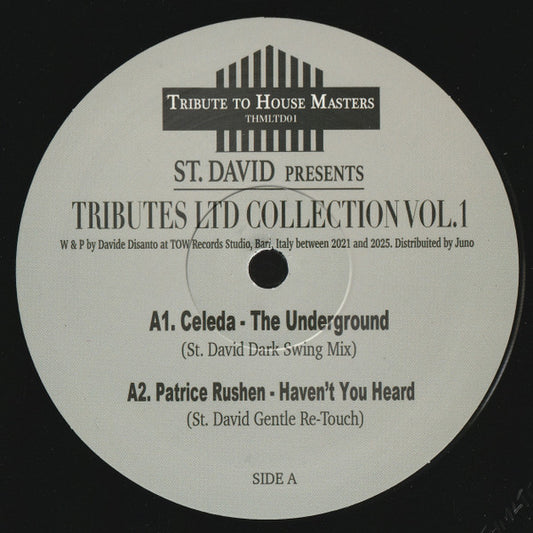 TRIBUTE TO HOUSE MASTERS
THMLTD01
ST. DAVID PRESENTS
TRIBUTES LTD COLLECTION VOL.1
W & P by Davide Disanto at TOW Records Studio, Bari, Italy between 2021 and 2025. Distribuited by Juno
A1. Celeda - The Underground
(St. David Dark Swing Mix)
A2. Patrice Rushen - Haven't You Heard
(St. David Gentle Re-Touch)
SIDE A